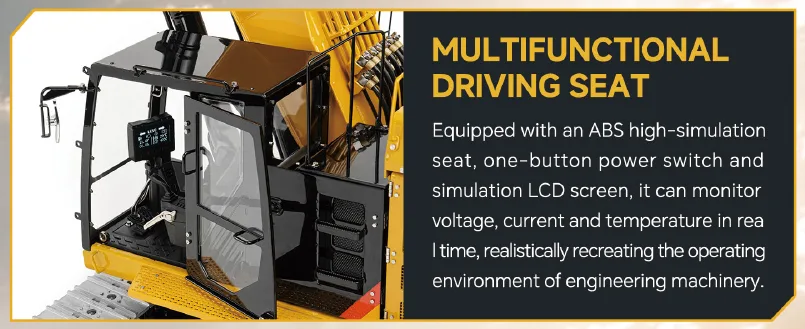 MULTIFUNCTIONAL
DRIVING SEAT
Equipped with an ABS high-simulation
seat, one-button power switch and
simulation LCD screen, it can monitor
voltage, current and temperature in rea
l time, realistically recreating the operating
environment of engineering machinery.